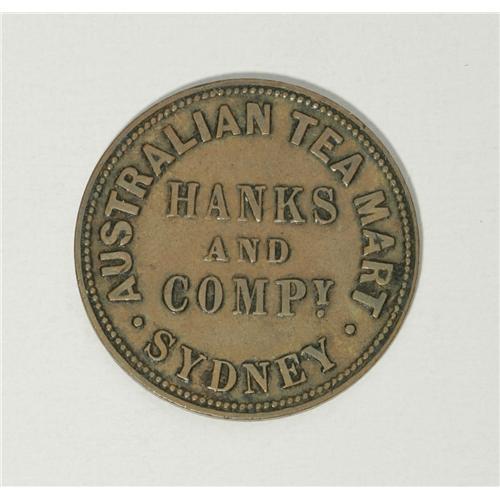 AUSTRALIAN TEA MART
HANKS
AND
COMPY
· SYDNEY ·